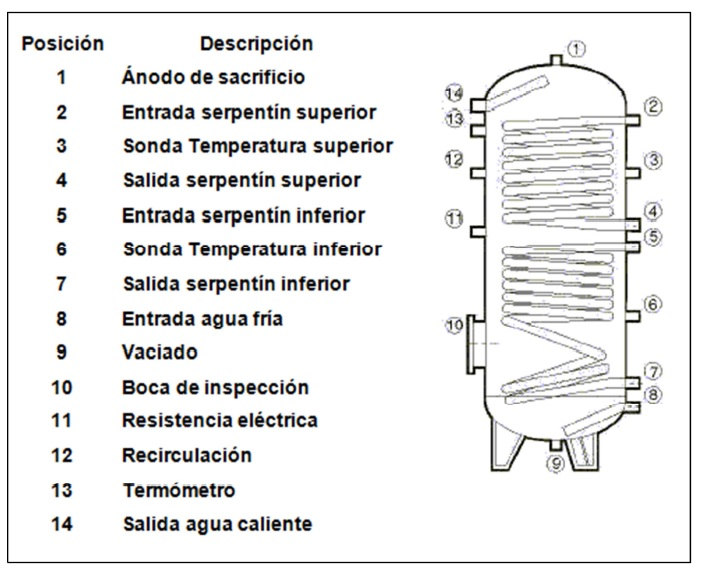 Posición Descripción
1 Ánodo de sacrificio
2 Entrada serpentín superior
3 Sonda Temperatura superior
4 Salida serpentín superior
5 Entrada serpentín inferior
6 Sonda Temperatura inferior
7 Salida serpentín inferior
8 Entrada agua fría
9 Vaciado
10 Boca de inspección
11 Resistencia eléctrica
12 Recirculación
13 Termómetro
14 Salida agua caliente
1
14
2
13
12
3
4
11
5
6
10
7
8
9